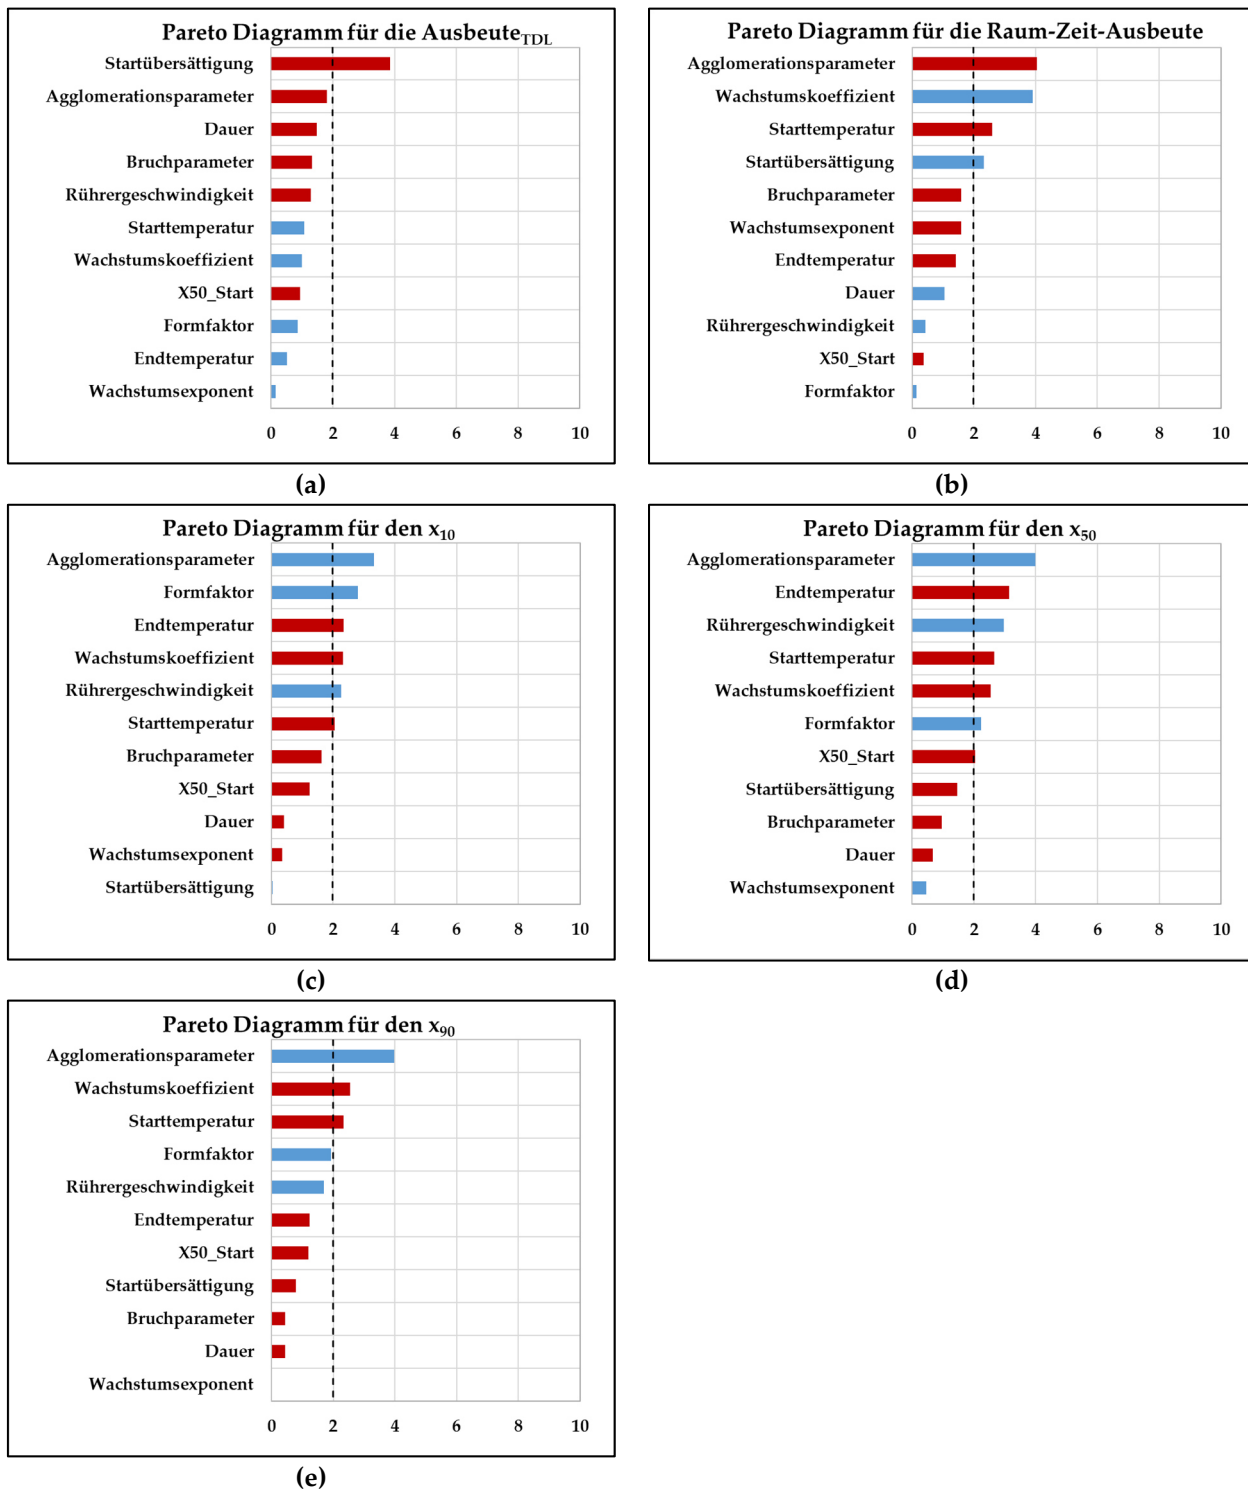 Pareto Diagramm für die Ausbeute_TDL
Startübersättigung
Agglomerationsparameter
Dauer
Bruchparameter
Rührergeschwindigkeit
Starttemperatur
Wachstumskoeffizient
X50_Start
Formfaktor
Endtemperatur
Wachstumsexponent
0 2 4 6 8 10
(a)
Pareto Diagramm für die Raum-Zeit-Ausbeute
Agglomerationsparameter
Wachstumskoeffizient
Starttemperatur
Startübersättigung
Bruchparameter
Wachstumsexponent
Endtemperatur
Dauer
Rührergeschwindigkeit
X50_Start
Formfaktor
0 2 4 6 8 10
(b)
Pareto Diagramm für den x₁₀
Agglomerationsparameter
Formfaktor
Endtemperatur
Wachstumskoeffizient
Rührergeschwindigkeit
Starttemperatur
Bruchparameter
X50_Start
Dauer
Wachstumsexponent
Startübersättigung
0 2 4 6 8 10
(c)
Pareto Diagramm für den x₅₀
Agglomerationsparameter
Endtemperatur
Rührergeschwindigkeit
Starttemperatur
Wachstumskoeffizient
Formfaktor
X50_Start
Startübersättigung
Bruchparameter
Dauer
Wachstumsexponent
0 2 4 6 8 10
(d)
Pareto Diagramm für den x₉₀
Agglomerationsparameter
Wachstumskoeffizient
Starttemperatur
Formfaktor
Rührergeschwindigkeit
Endtemperatur
X50_Start
Startübersättigung
Bruchparameter
Dauer
Wachstumsexponent
0 2 4 6 8 10
(e)